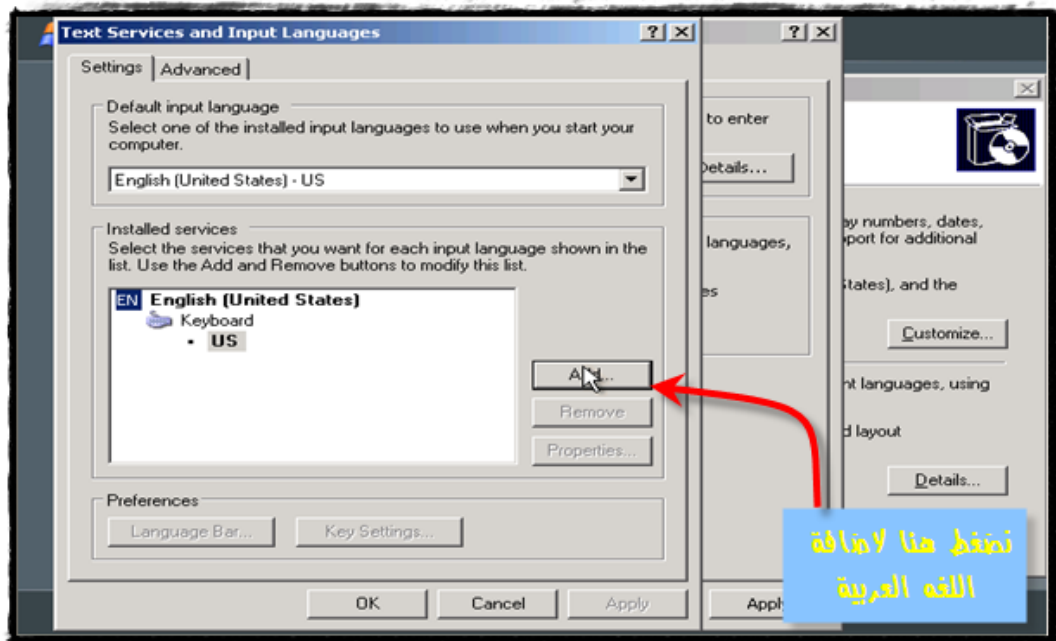 Text Services and Input Languages
Settings
Advanced
Default input language
Select one of the installed input languages to use when you start your
computer.
English (United States) - US
Installed services
Select the services that you want for each input language shown in the
list. Use the Add and Remove buttons to modify this list.
EN English (United States)
Keyboard
• US
Add...
Remove
Properties...
Preferences
Language Bar...
Key Settings...
OK
Cancel
Apply
to enter
Details...
languages,
es
Appl
ay numbers, dates,
pport for additional
States), and the
Customize...
nt languages, using
d layout
Details...
نضغط هنا لاضافة
اللغه العربية